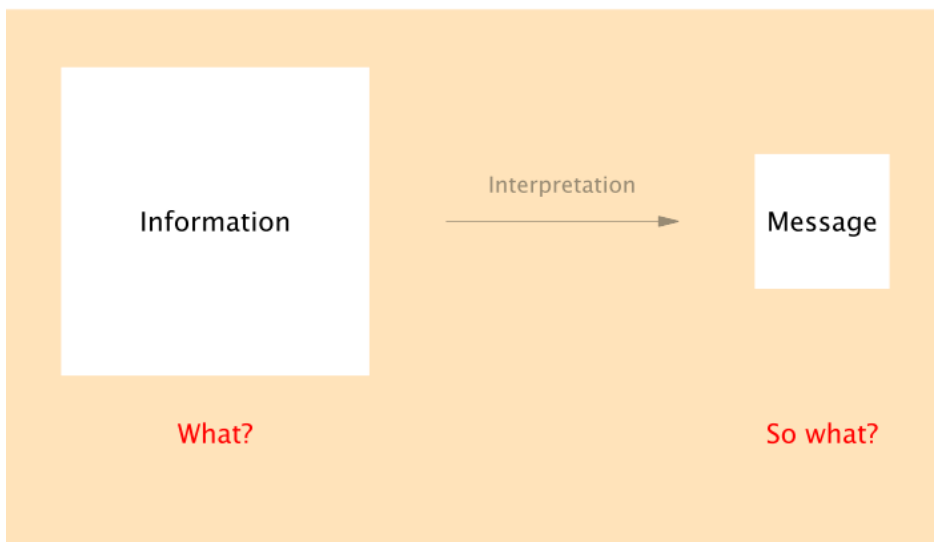 Interpretation
Information
Message
What?
So what?